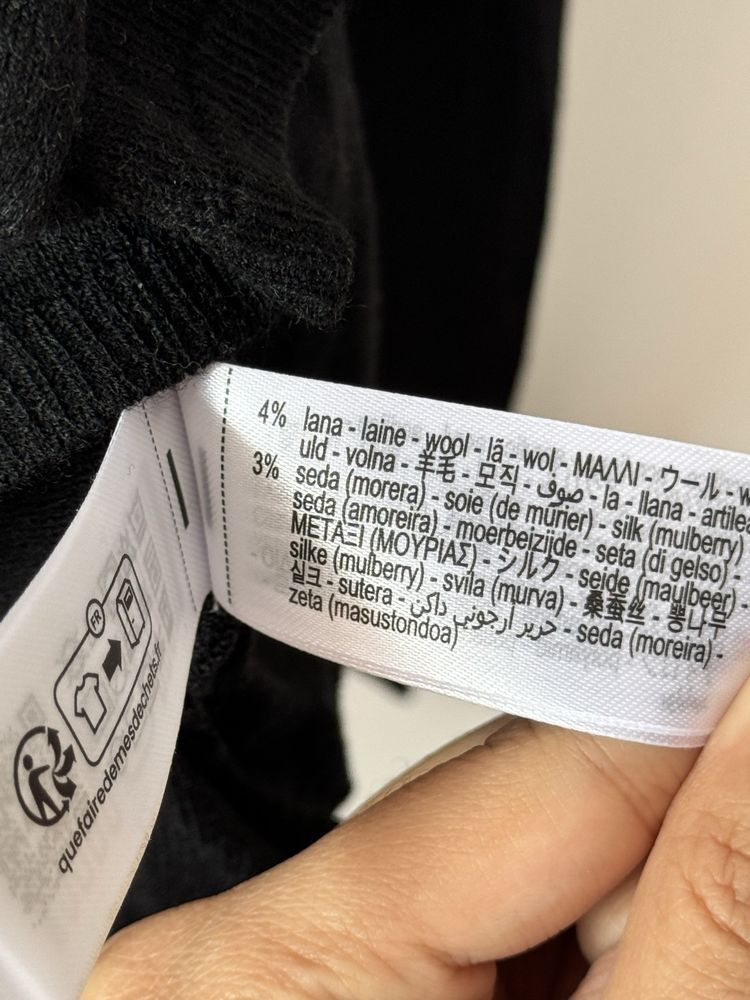 4% lana - laine - wool - lã - wol - ΜΑΛΛΙ - ウール -
uld - volna - 羊毛 - 모직 - صوف - la - llana - artile
3% seda (morera) - soie (de mûrier) - silk (mulberry)
seda (amoreira) - moerbeizijde - seta (di gelso) -
ΜΕΤΑΞΙ (ΜΟΥΡΙΑΣ) - シルク - seide (maulbeer) -
silke (mulberry) - svila (murva) - 桑蚕丝 - 뽕나무
실크 - sutera - حرير ارجوني داكن - seda (moreira) -
zeta (masustondoa)
FR
quefairedemesdechets.fr